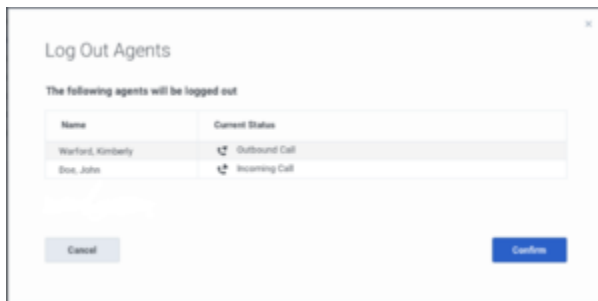 Log Out Agents
The following agents will be logged out
Name Current Status
Warford, Kimberly Outbound Call
Doe, John Incoming Call
Cancel Confirm